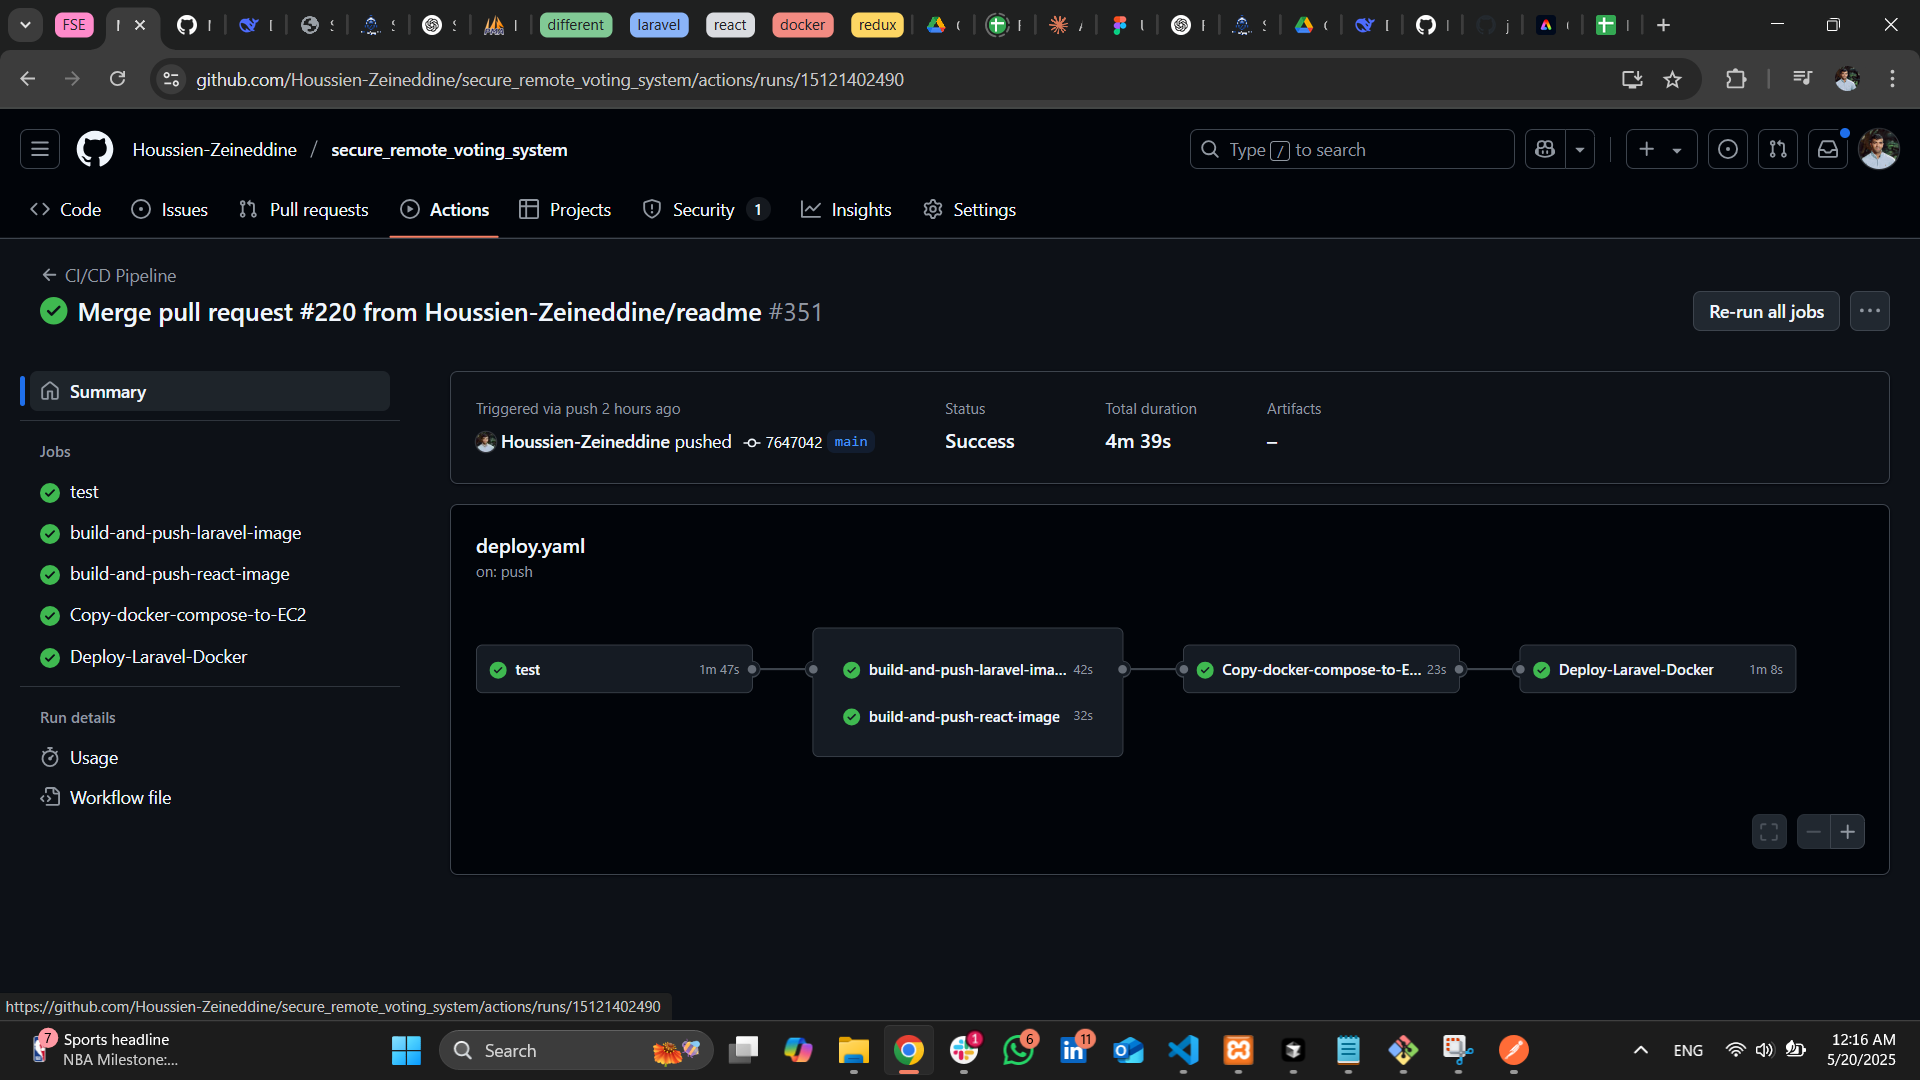 FSE
different
laravel
react
docker
redux
github.com/Houssien-Zeineddine/secure_remote_voting_system/actions/runs/15121402490
Houssien-Zeineddine / secure_remote_voting_system
Type / to search
Code
Issues
Pull requests
Actions
Projects
Security 1
Insights
Settings
← CI/CD Pipeline
Merge pull request #220 from Houssien-Zeineddine/readme #351
Re-run all jobs
Summary
Jobs
test
build-and-push-laravel-image
build-and-push-react-image
Copy-docker-compose-to-EC2
Deploy-Laravel-Docker
Run details
Usage
Workflow file
Triggered via push 2 hours ago
Houssien-Zeineddine pushed 7647042 main
Status
Success
Total duration
4m 39s
Artifacts
–
deploy.yaml
on: push
test 1m 47s
build-and-push-laravel-ima... 42s
build-and-push-react-image 32s
Copy-docker-compose-to-E... 23s
Deploy-Laravel-Docker 1m 8s
https://github.com/Houssien-Zeineddine/secure_remote_voting_system/actions/runs/15121402490
7
Sports headline
NBA Milestone:...
Search
1
6
11
ENG
12:16 AM
5/20/2025